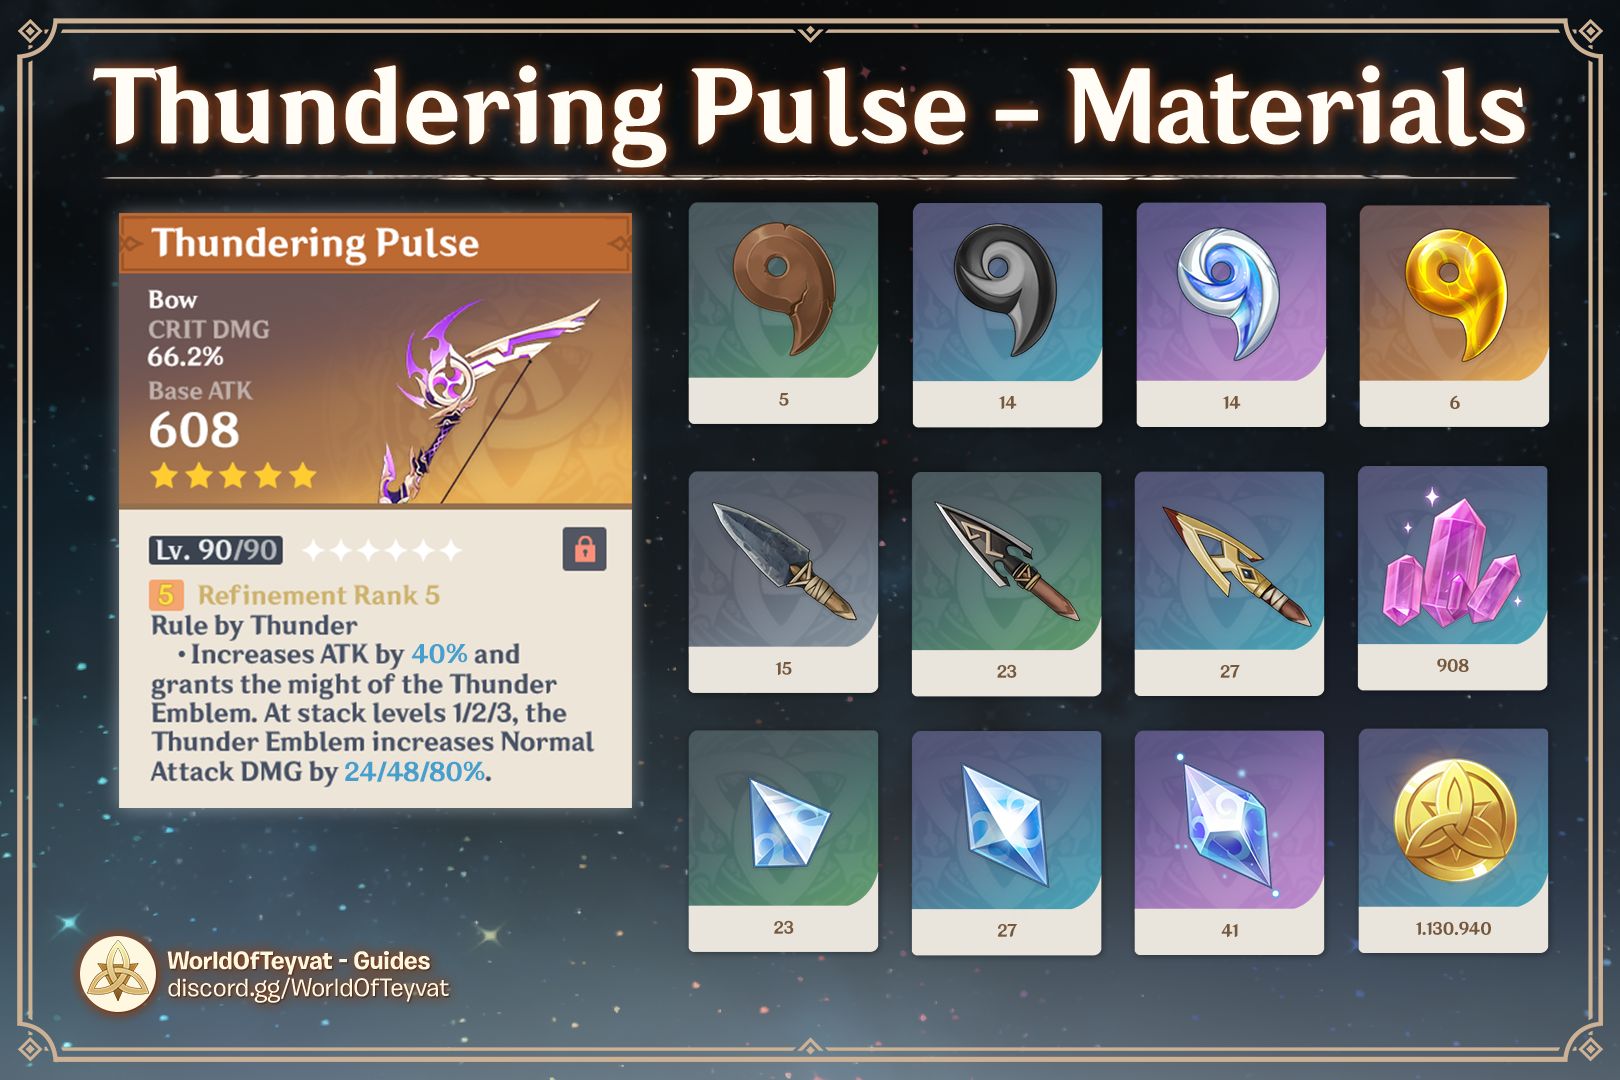 Thundering Pulse - Materials
Thundering Pulse
Bow
CRIT DMG
66.2%
Base ATK
608
Lv. 90/90
5 Refinement Rank 5
Rule by Thunder
• Increases ATK by 40% and
grants the might of the Thunder
Emblem. At stack levels 1/2/3, the
Thunder Emblem increases Normal
Attack DMG by 24/48/80%.
5
14
14
6
15
23
27
908
23
27
41
1.130.940
WorldOfTeyvat - Guides
discord.gg/WorldOfTeyvat